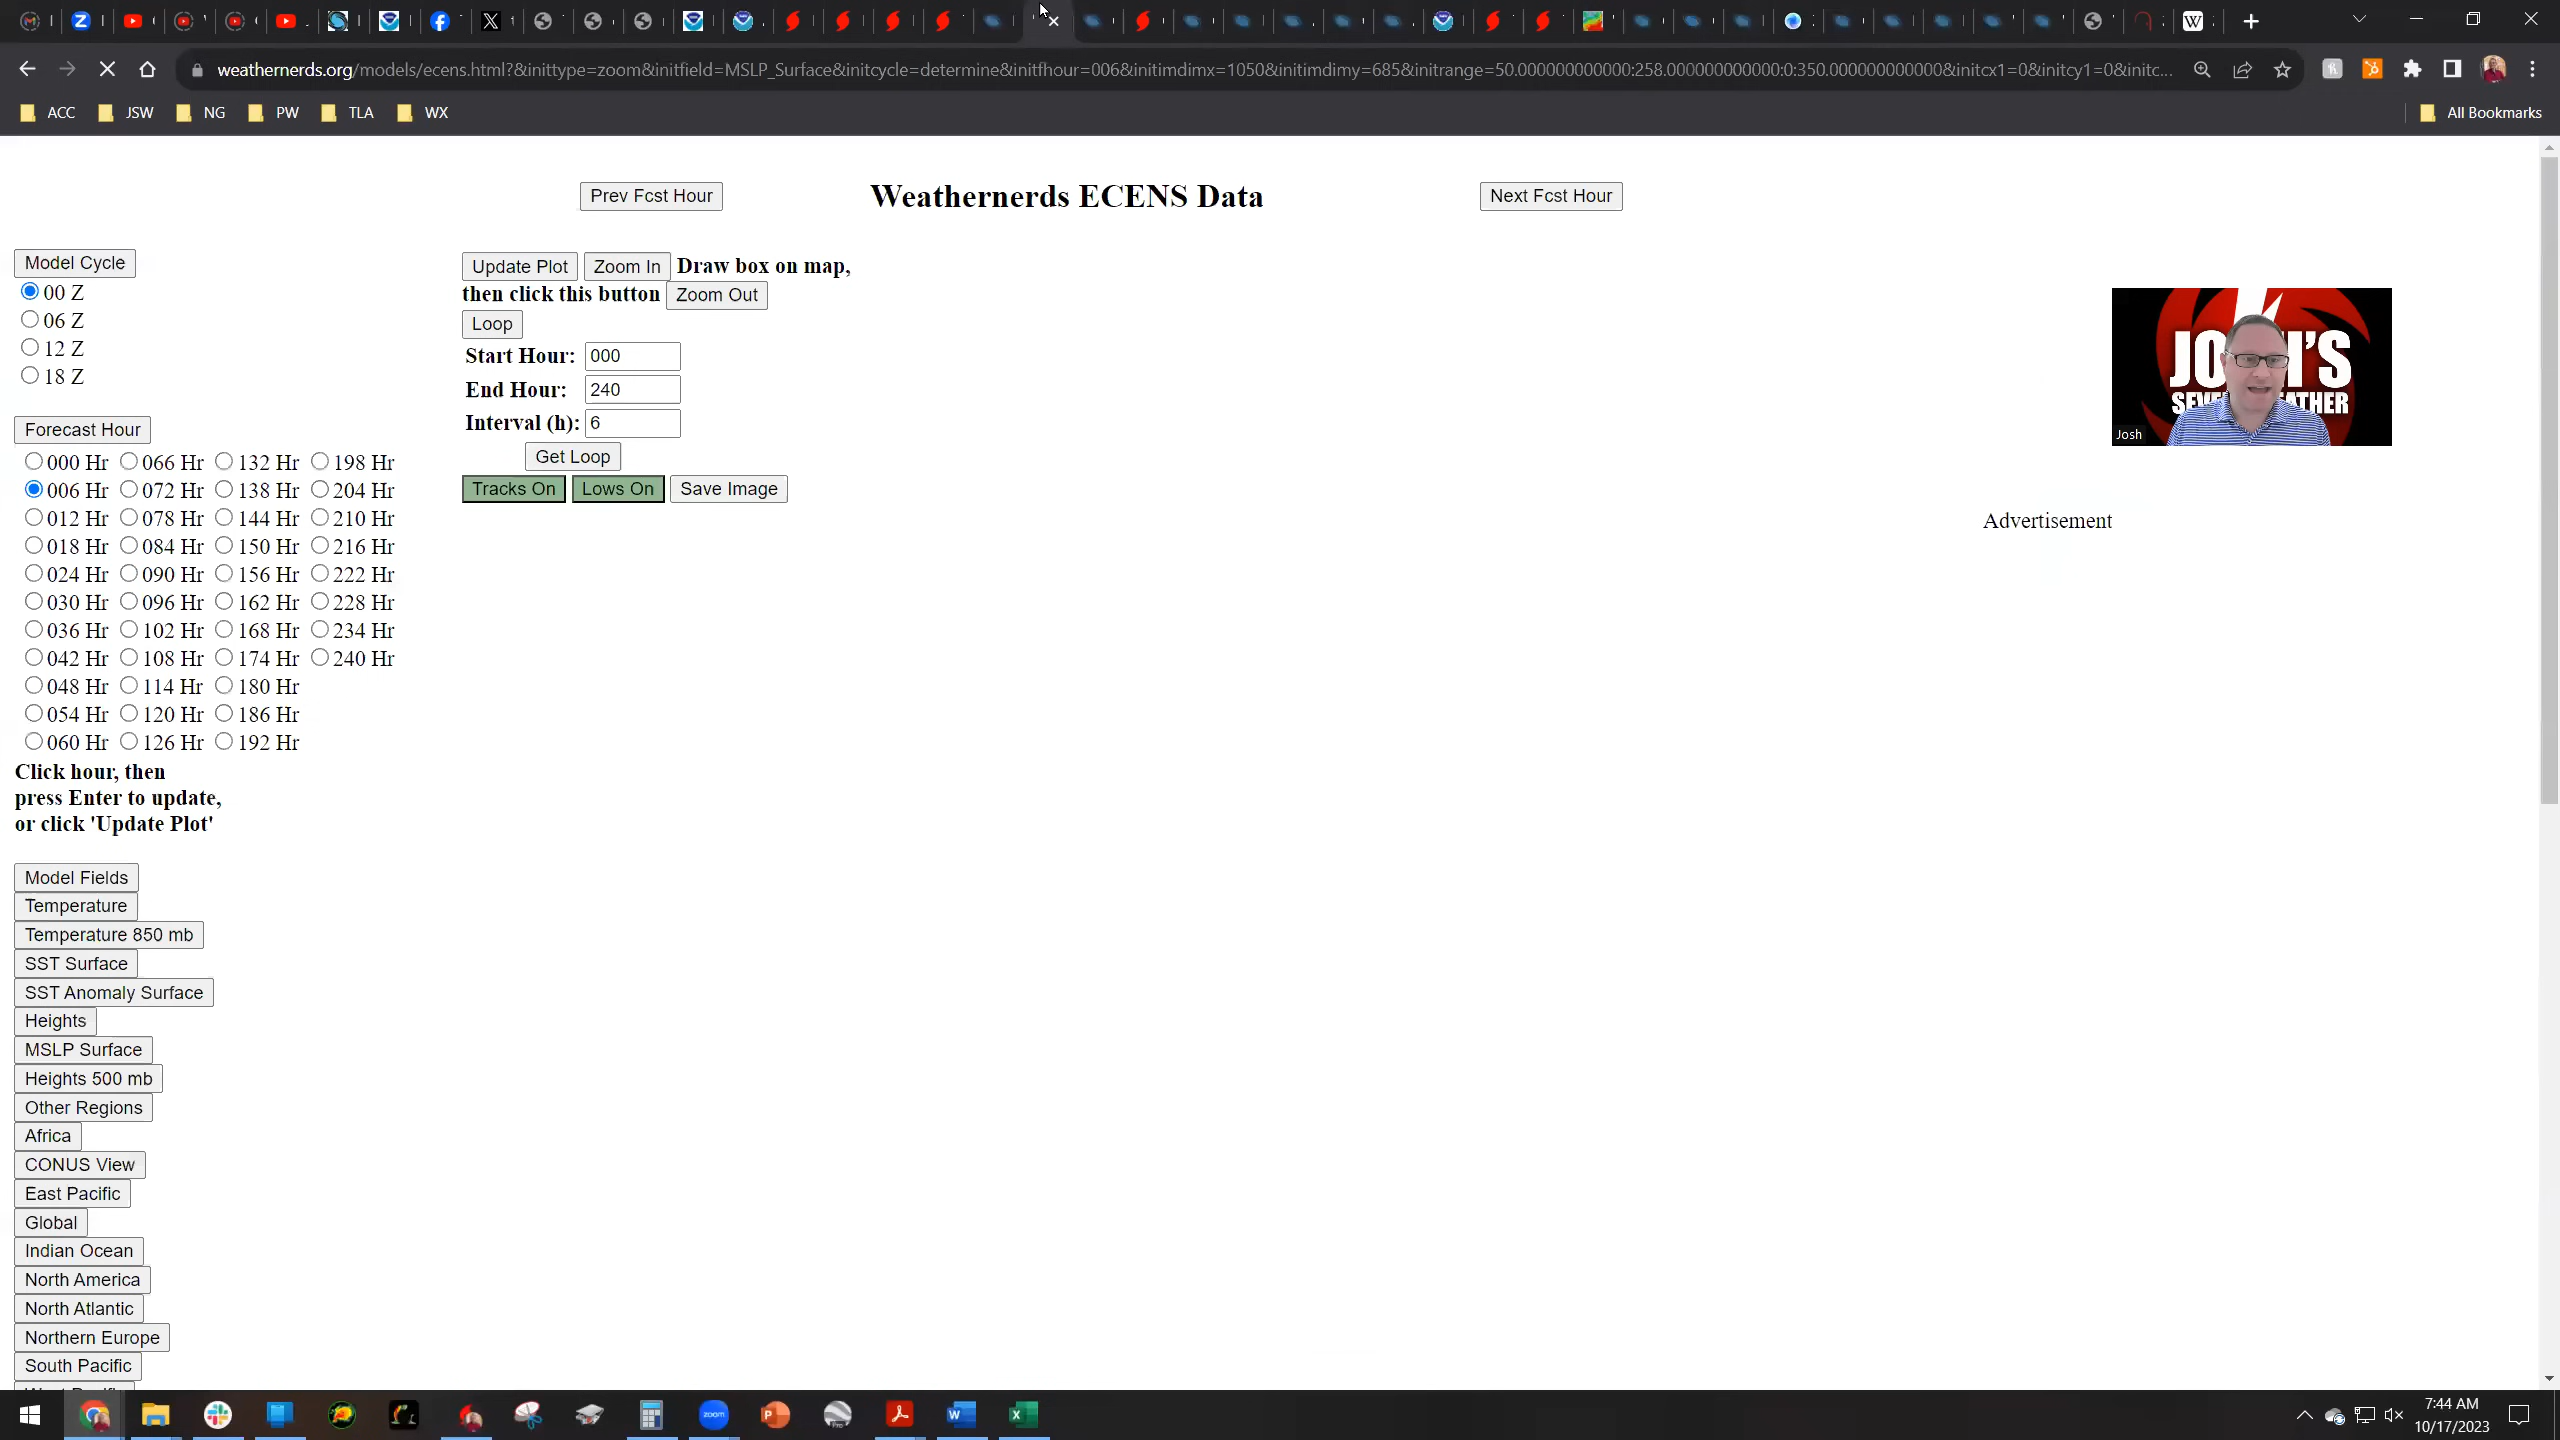 weathernerds.org/models/ecens.html?&inittype=zoom&initfield=MSLP_Surface&initcycle=determine&initfhour=006&initimdimx=1050&initimdimy=685&initrange=50.000000000000:258.000000000000:0:350.000000000000&initcx1=0&initcy1=0&initc...
ACC JSW NG PW TLA WX All Bookmarks
Prev Fcst Hour Weathernerds ECENS Data Next Fcst Hour
Model Cycle
00 Z
06 Z
12 Z
18 Z
Update Plot Zoom In Draw box on map,
then click this button Zoom Out
Loop
Start Hour: 000
End Hour: 240
Interval (h): 6
Get Loop
Tracks On Lows On Save Image
Josh
Advertisement
Forecast Hour
000 Hr 066 Hr 132 Hr 198 Hr
006 Hr 072 Hr 138 Hr 204 Hr
012 Hr 078 Hr 144 Hr 210 Hr
018 Hr 084 Hr 150 Hr 216 Hr
024 Hr 090 Hr 156 Hr 222 Hr
030 Hr 096 Hr 162 Hr 228 Hr
036 Hr 102 Hr 168 Hr 234 Hr
042 Hr 108 Hr 174 Hr 240 Hr
048 Hr 114 Hr 180 Hr
054 Hr 120 Hr 186 Hr
060 Hr 126 Hr 192 Hr
Click hour, then
press Enter to update,
or click 'Update Plot'
Model Fields
Temperature
Temperature 850 mb
SST Surface
SST Anomaly Surface
Heights
MSLP Surface
Heights 500 mb
Other Regions
Africa
CONUS View
East Pacific
Global
Indian Ocean
North America
North Atlantic
Northern Europe
South Pacific
7:44 AM
10/17/2023